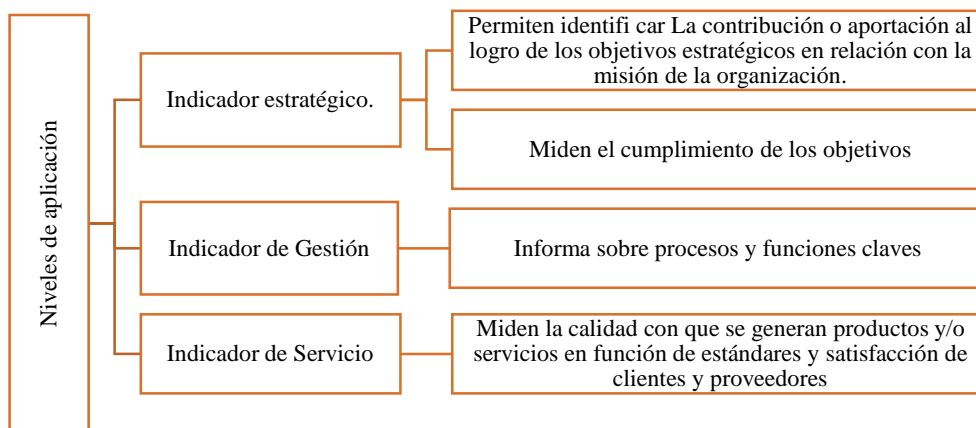 Niveles de aplicación
Indicador estratégico.
Permiten identifi car La contribución o aportación al
logro de los objetivos estratégicos en relación con la
misión de la organización.
Miden el cumplimiento de los objetivos
Indicador de Gestión
Informa sobre procesos y funciones claves
Indicador de Servicio
Miden la calidad con que se generan productos y/o
servicios en función de estándares y satisfacción de
clientes y proveedores